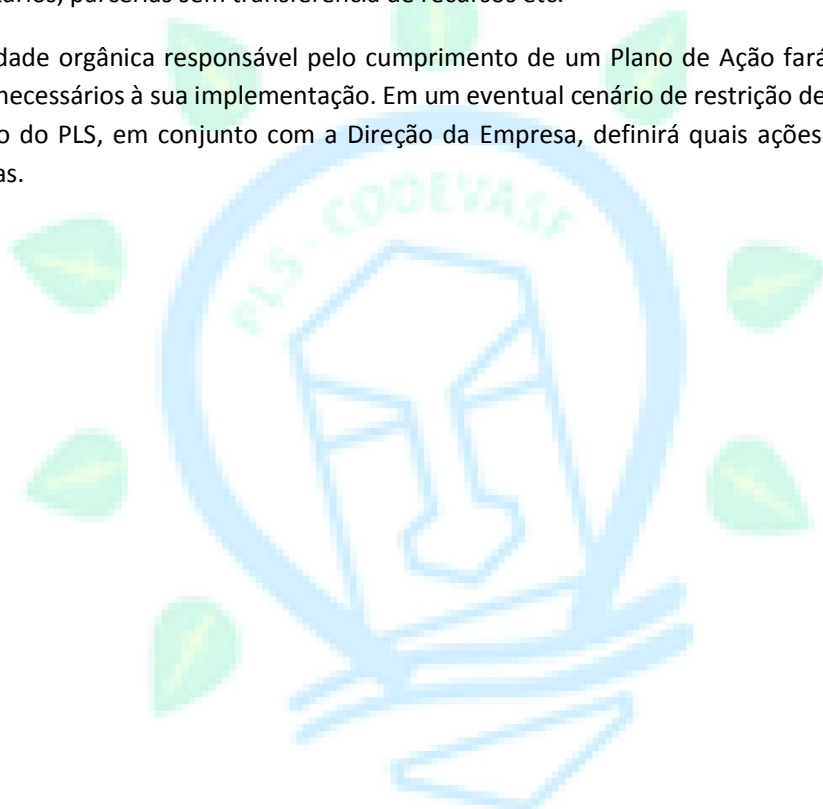 tários, parcerias sem transferência de recursos etc.
dade orgânica responsável pelo cumprimento de um Plano de Ação fará
necessários à sua implementação. Em um eventual cenário de restrição de
o do PLS, em conjunto com a Direção da Empresa, definirá quais ações
as.
PLS - CODEVASF